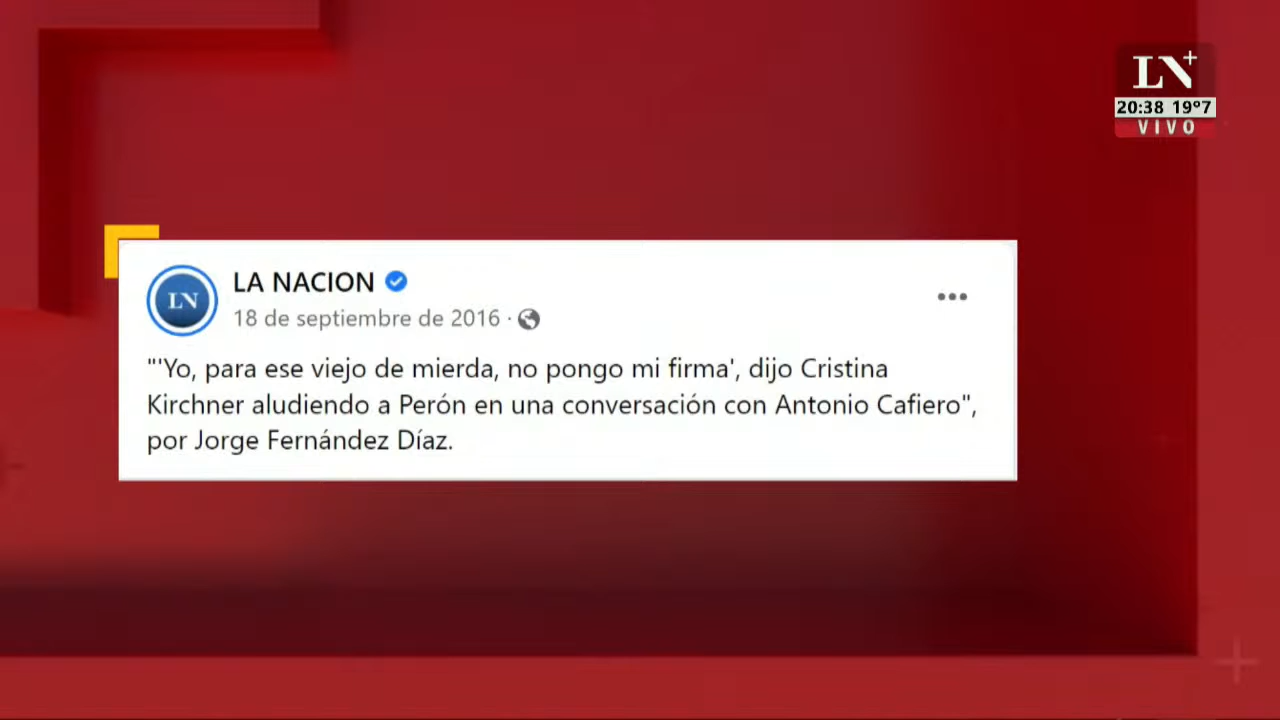 LN+
20:38 19°7
VIVO
LA NACION
LN
18 de septiembre de 2016 ·
"'Yo, para ese viejo de mierda, no pongo mi firma', dijo Cristina
Kirchner aludiendo a Perón en una conversación con Antonio Cafiero",
por Jorge Fernández Díaz.